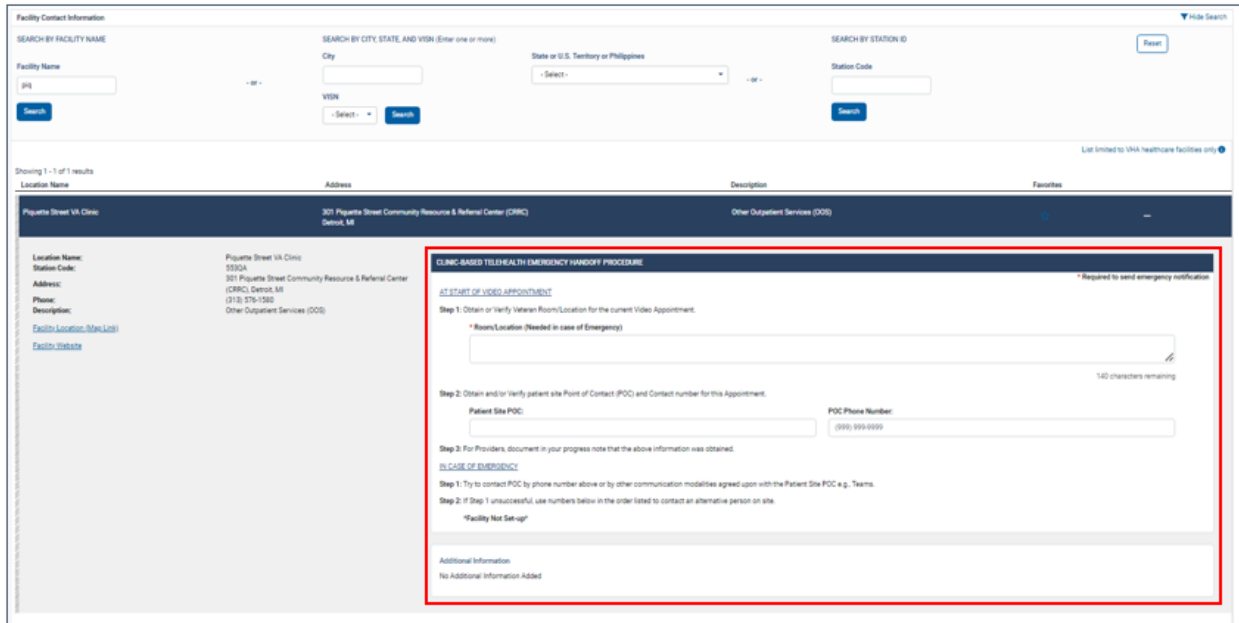 Facility Contact Information
Hide Search
SEARCH BY FACILITY NAME
SEARCH BY CITY, STATE, AND VISN (Enter one or more)
SEARCH BY STATION ID
Reset
City
State or U.S. Territory or Philippines
Facility Name
- Select -
Station Code
piq
- or -
- or -
VISN
Search
- Select -
Search
Search
List limited to VHA healthcare facilities only
Showing 1 - 1 of 1 results
Location Name
Address
Description
Favorites
Piquette Street VA Clinic
301 Piquette Street Community Resource & Referral Center (CRRC)
Detroit, MI
Other Outpatient Services (OOS)
Location Name:
Piquette Street VA Clinic
Station Code:
553QA
Address:
301 Piquette Street Community Resource & Referral Center
(CRRC), Detroit, MI
Phone:
(313) 576-1580
Description:
Other Outpatient Services (OOS)
Facility Location (Map Link)
Facility Website
CLINIC-BASED TELEHEALTH EMERGENCY HANDOFF PROCEDURE
* Required to send emergency notification
AT START OF VIDEO APPOINTMENT
Step 1: Obtain or Verify Veteran Room/Location for the current Video Appointment.
* Room/Location (Needed in case of Emergency)
140 characters remaining
Step 2: Obtain and/or Verify patient site Point of Contact (POC) and Contact number for this Appointment.
Patient Site POC:
POC Phone Number:
(999) 999-9999
Step 3: For Providers, document in your progress note that the above information was obtained.
IN CASE OF EMERGENCY
Step 1: Try to contact POC by phone number above or by other communication modalities agreed upon with the Patient Site POC e.g., Teams.
Step 2: If Step 1 unsuccessful, use numbers below in the order listed to contact an alternative person on site.
*Facility Not Set-up*
Additional Information
No Additional Information Added